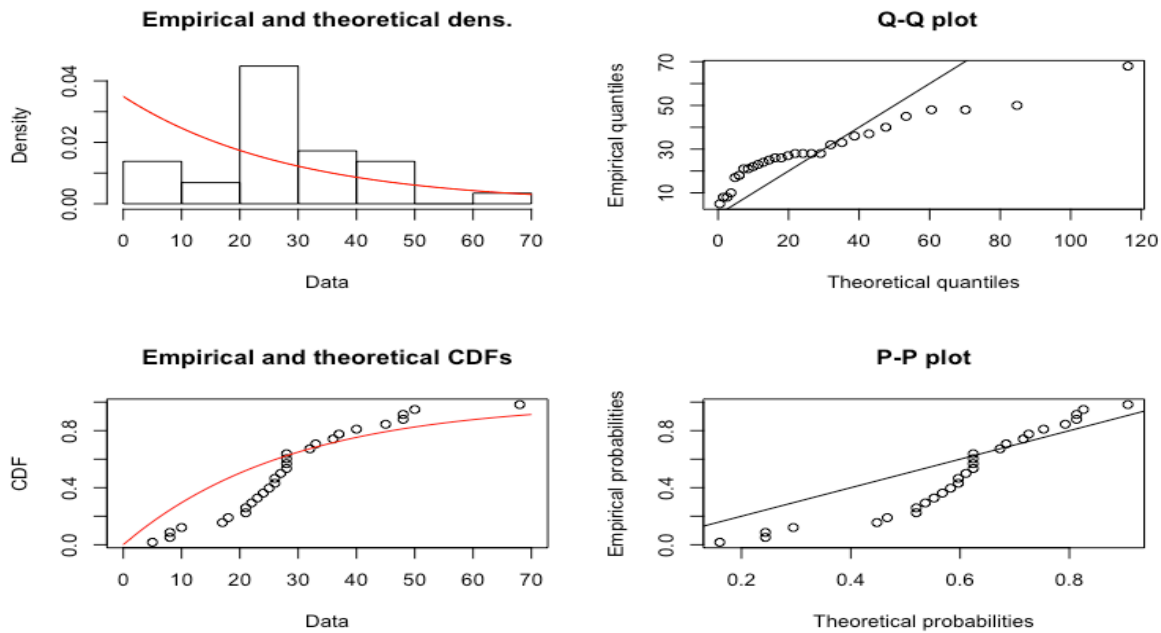 Empirical and theoretical dens.
Density
0.00 0.02 0.04
0 10 20 30 40 50 60 70
Data
Q-Q plot
Empirical quantiles
10 30 50 70
0 20 40 60 80 100 120
Theoretical quantiles
Empirical and theoretical CDFs
CDF
0.0 0.4 0.8
0 10 20 30 40 50 60 70
Data
P-P plot
Empirical probabilities
0.0 0.4 0.8
0.2 0.4 0.6 0.8
Theoretical probabilities